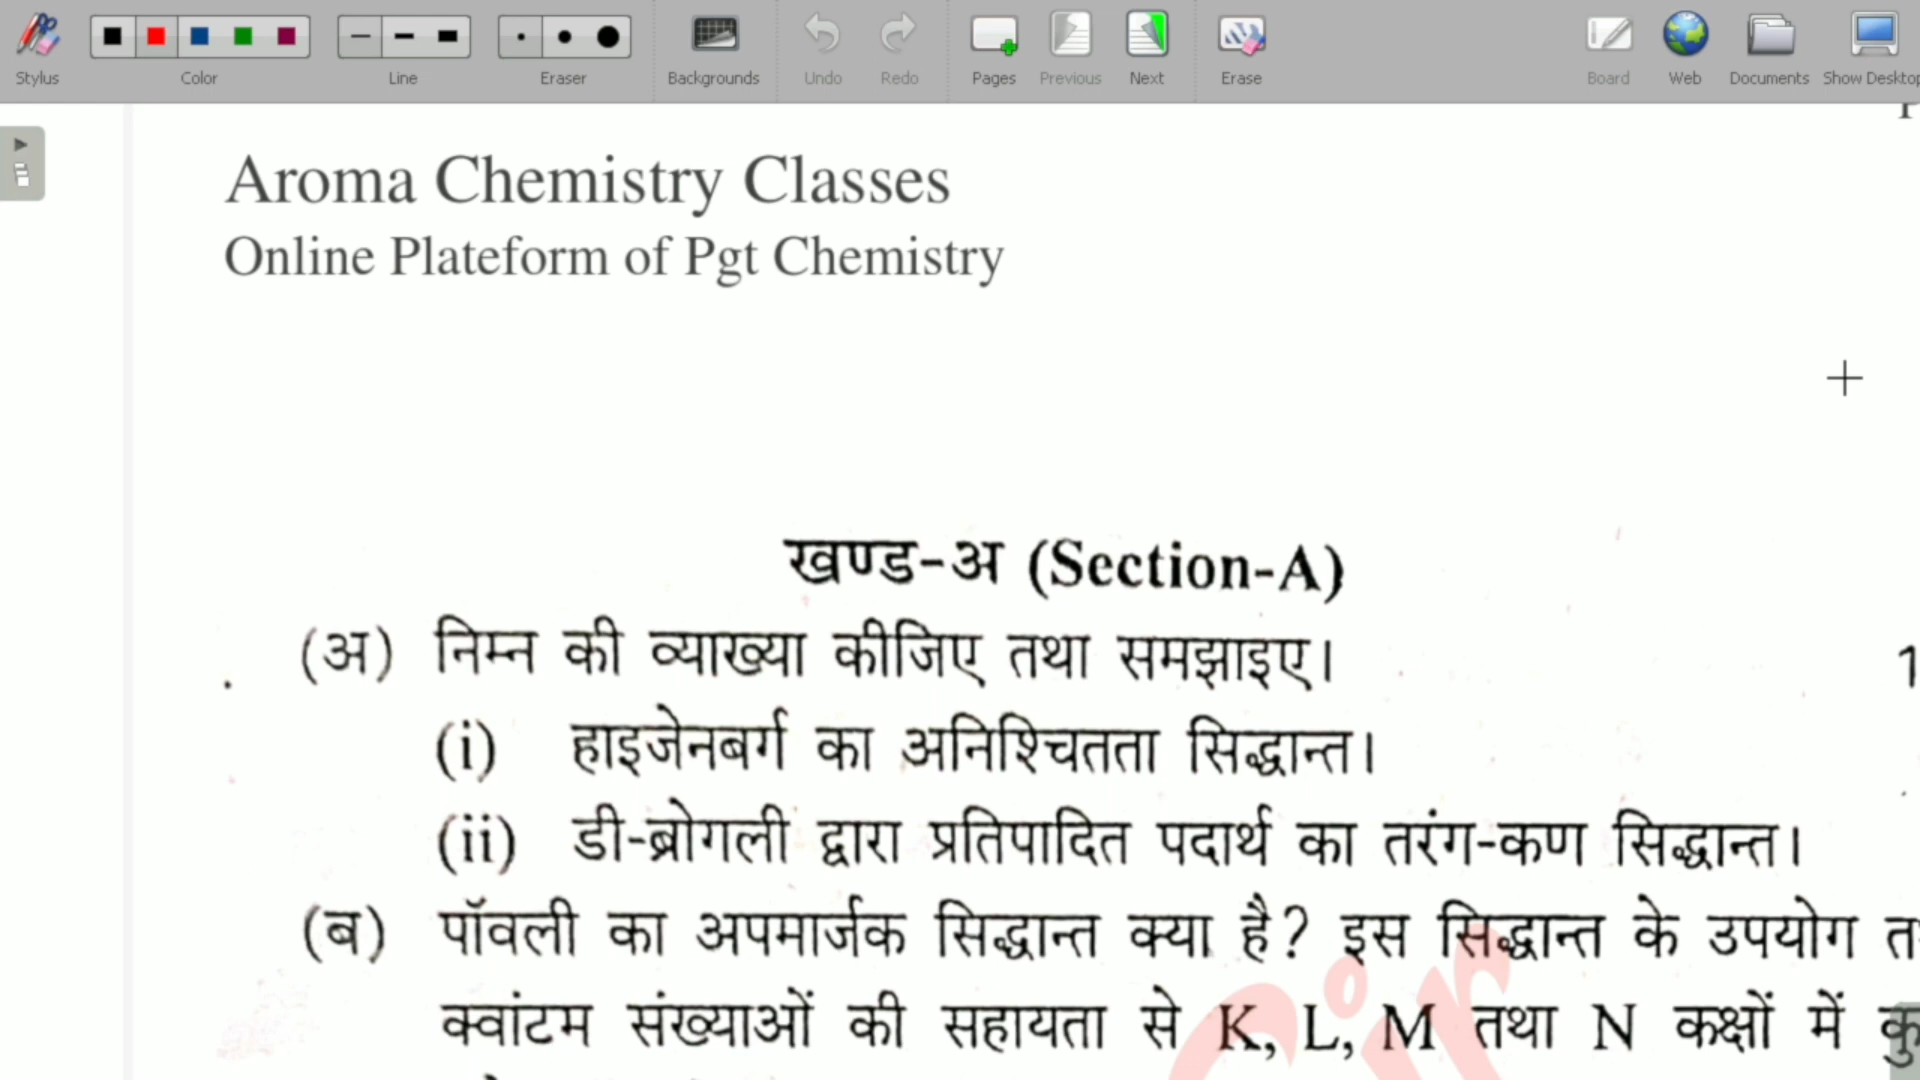 Stylus Color Line Eraser Backgrounds Undo Redo Pages Previous Next Erase Board Web Documents Show Desktop
Aroma Chemistry Classes
Online Plateform of Pgt Chemistry
खण्ड-अ (Section-A)
(अ) निम्न की व्याख्या कीजिए तथा समझाइए।
(i) हाइजेनबर्ग का अनिश्चितता सिद्धान्त।
(ii) डी-ब्रोगली द्वारा प्रतिपादित पदार्थ का तरंग-कण सिद्धान्त।
(ब) पॉवली का अपमार्जक सिद्धान्त क्या है? इस सिद्धान्त के उपयोग
क्वांटम संख्याओं की सहायता से K, L, M तथा N कक्षों में